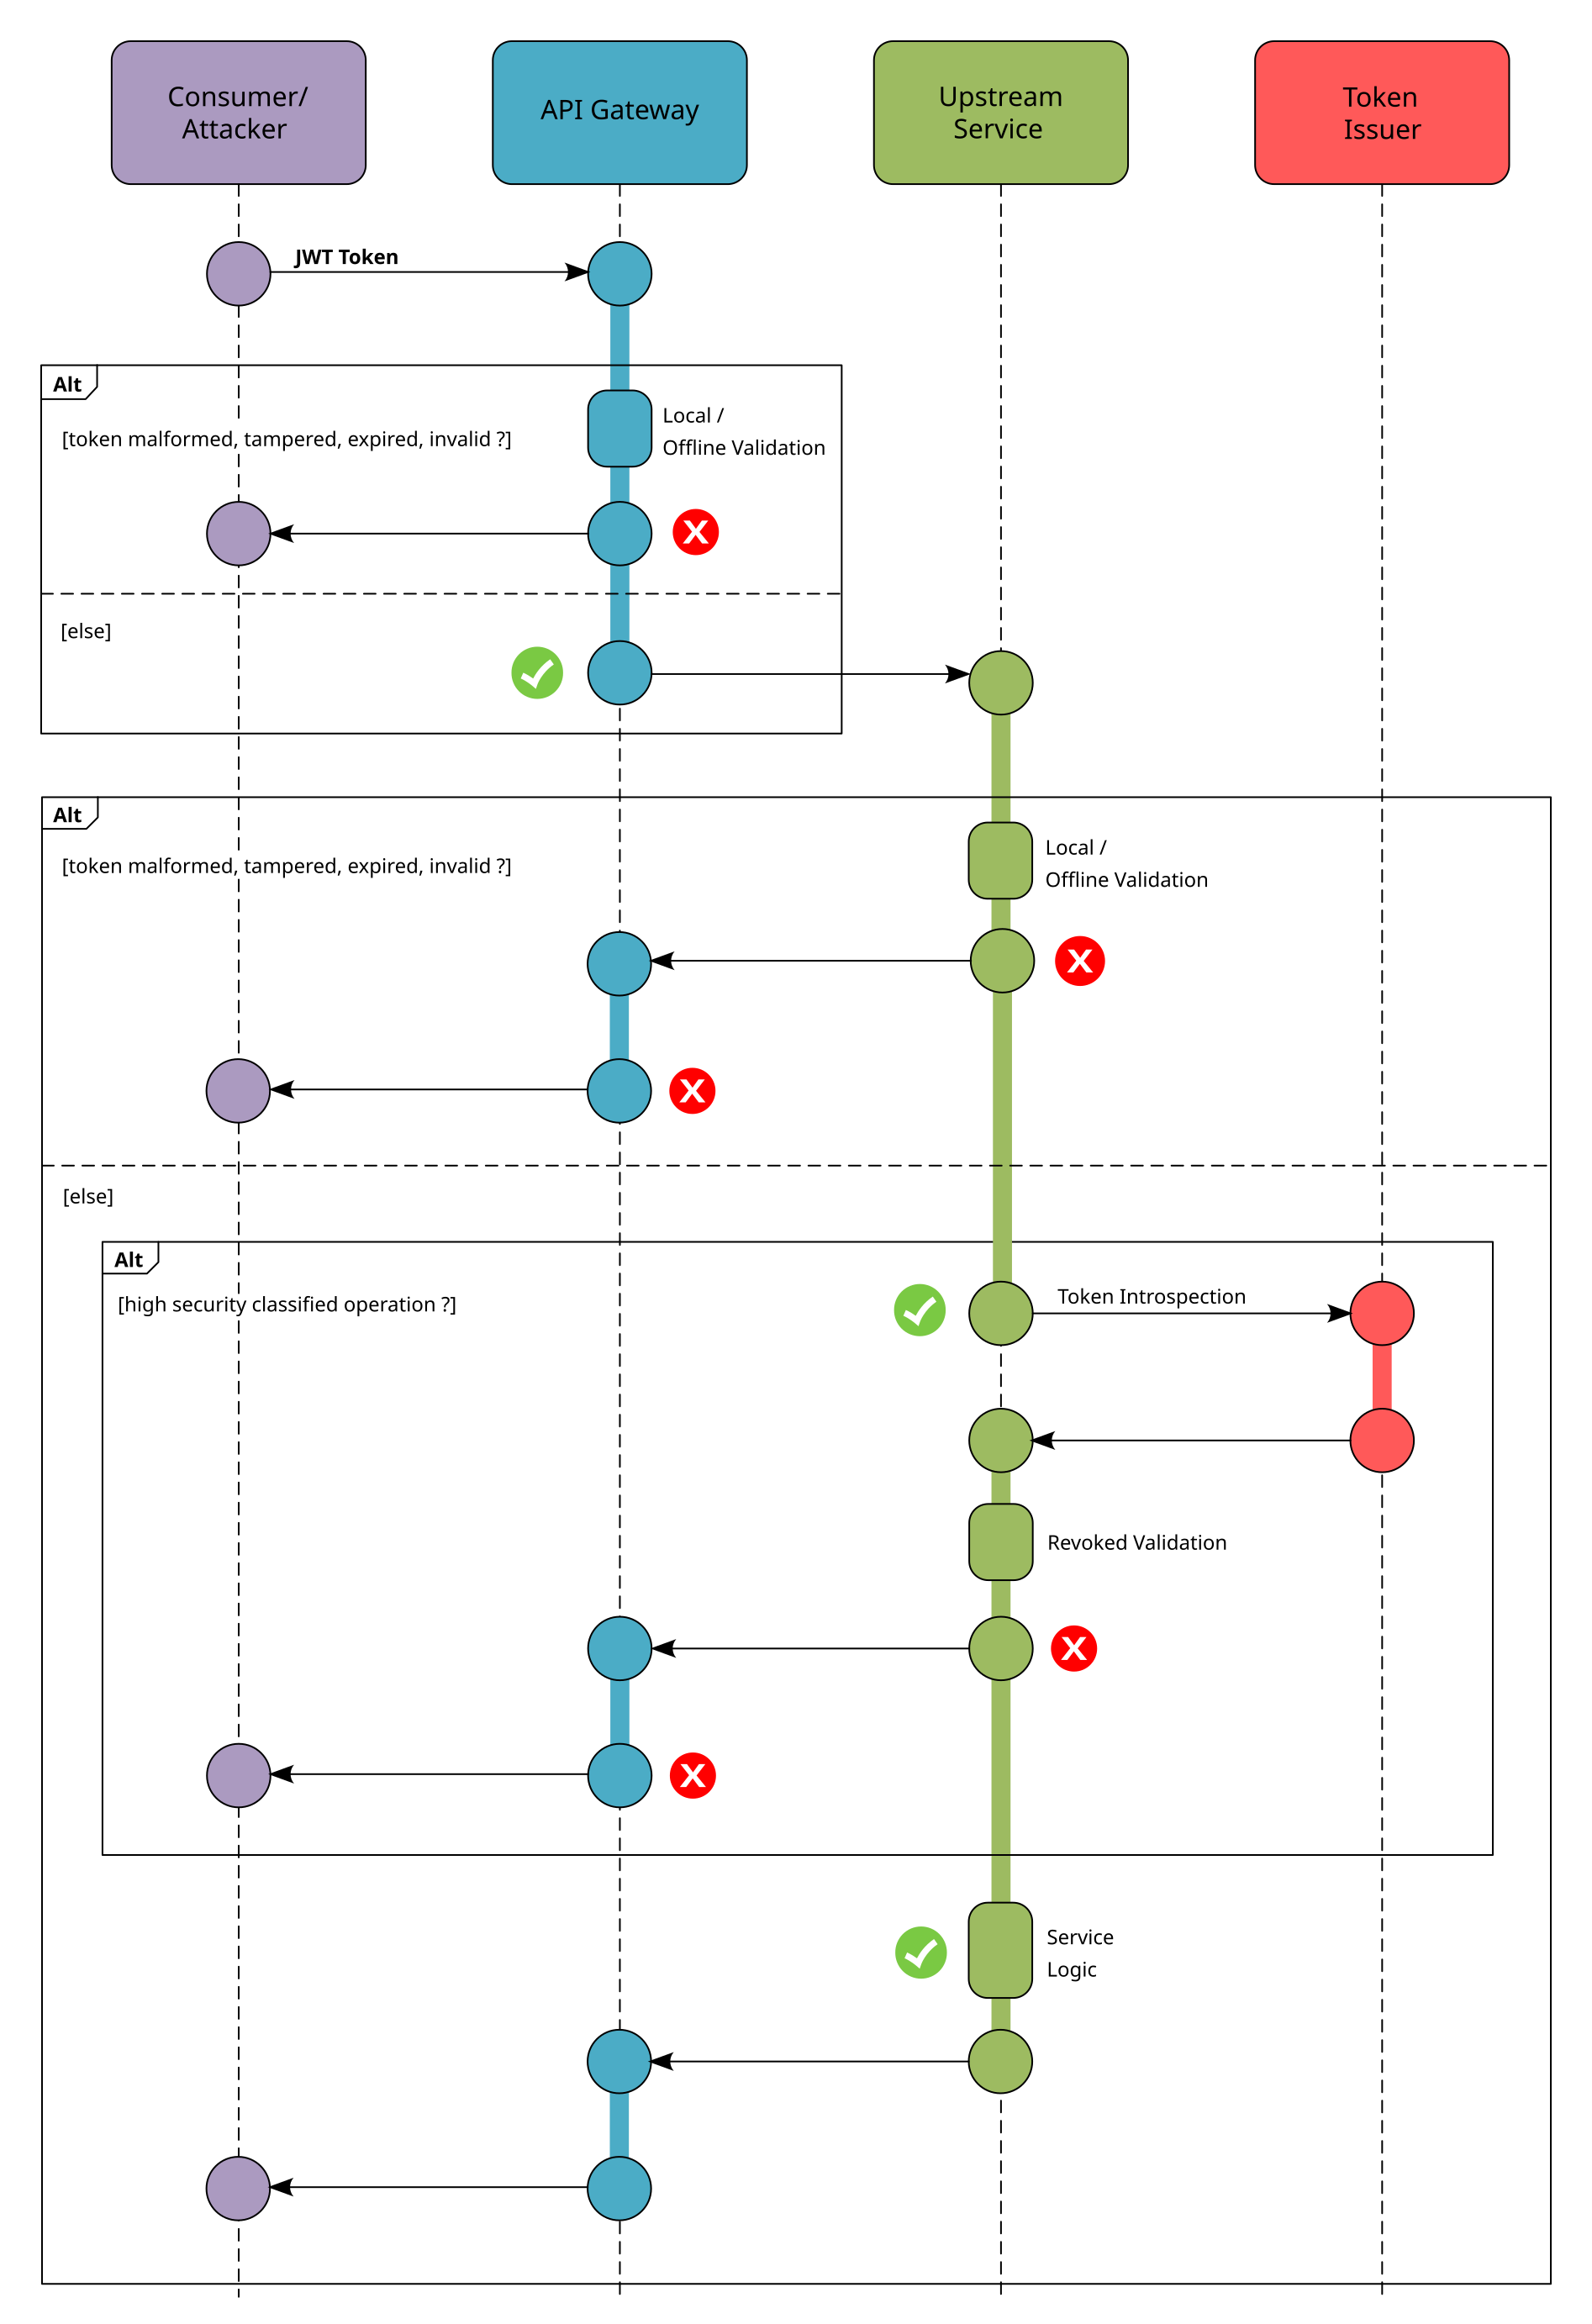 Consumer/
Attacker
API Gateway
Upstream
Service
Token
Issuer
JWT Token
Alt
Local /
Offline Validation
[token malformed, tampered, expired, invalid ?]
[else]
Alt
Local /
Offline Validation
[token malformed, tampered, expired, invalid ?]
[else]
Alt
[high security classified operation ?]
Token Introspection
Revoked Validation
Service
Logic